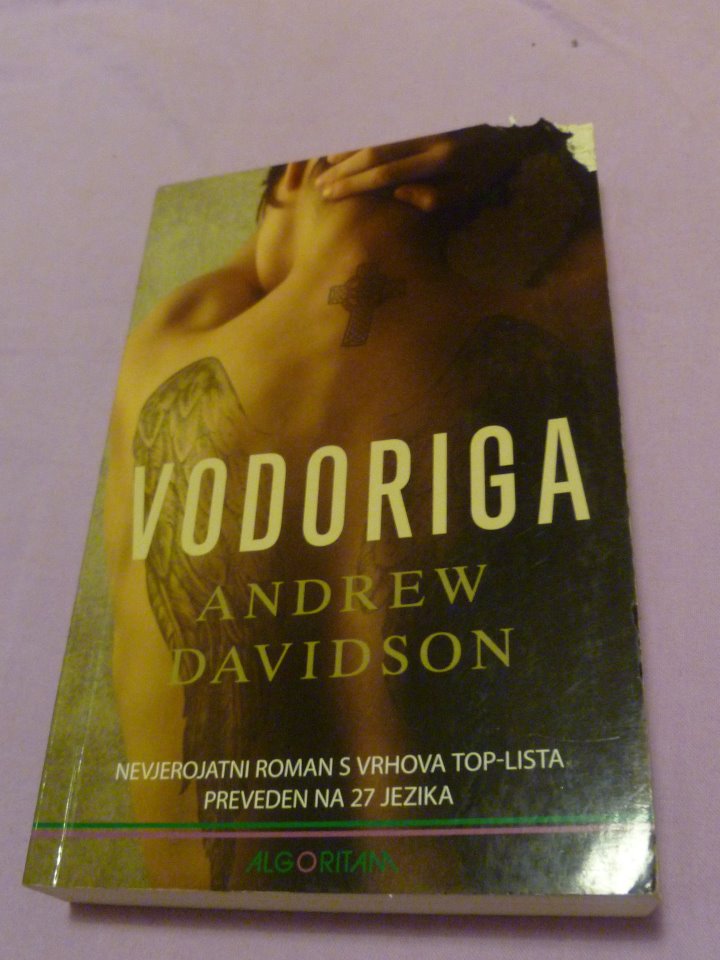 VODORIGA
ANDREW
DAVIDSON
NEVJEROJATNI ROMAN S VRHOVA TOP-LISTA
PREVEDEN NA 27 JEZIKA
ALGORITAM